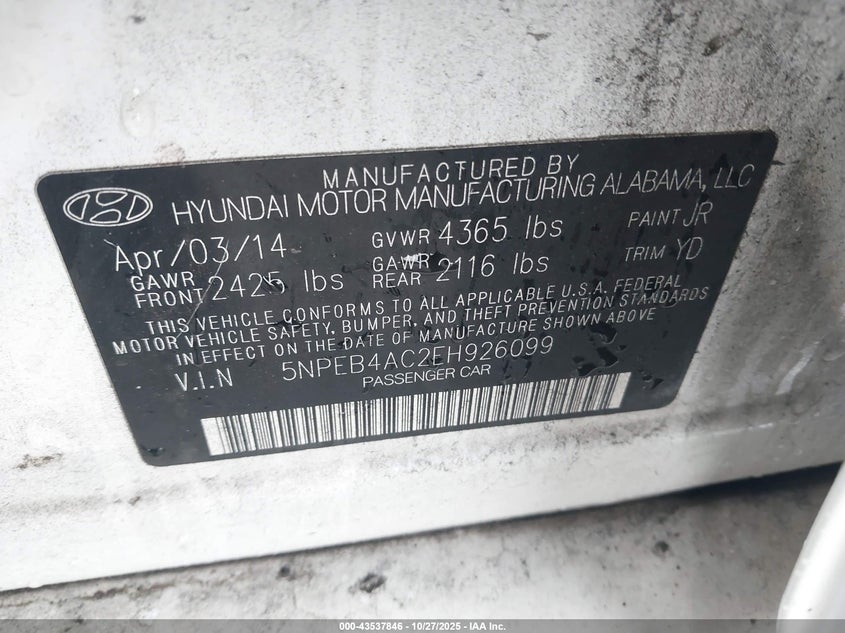 MANUFACTURED BY
HYUNDAI MOTOR MANUFACTURING ALABAMA, LLC
Apr/03/14 GVWR 4365 lbs PAINT JR
GAWR FRONT 2425 lbs GAWR REAR 2116 lbs TRIM YD
THIS VEHICLE CONFORMS TO ALL APPLICABLE U.S.A. FEDERAL
MOTOR VEHICLE SAFETY, BUMPER, AND THEFT PREVENTION STANDARDS
IN EFFECT ON THE DATE OF MANUFACTURE SHOWN ABOVE
V.I.N 5NPEB4AC2EH926099
PASSENGER CAR
000-43537846 | 10/27/2025 - IAA Inc.